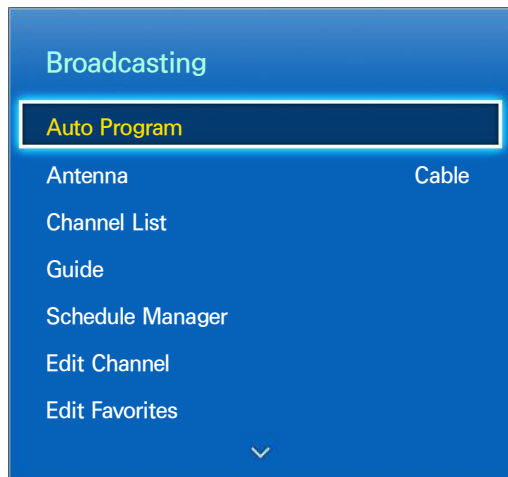 Broadcasting
Auto Program
Antenna Cable
Channel List
Guide
Schedule Manager
Edit Channel
Edit Favorites